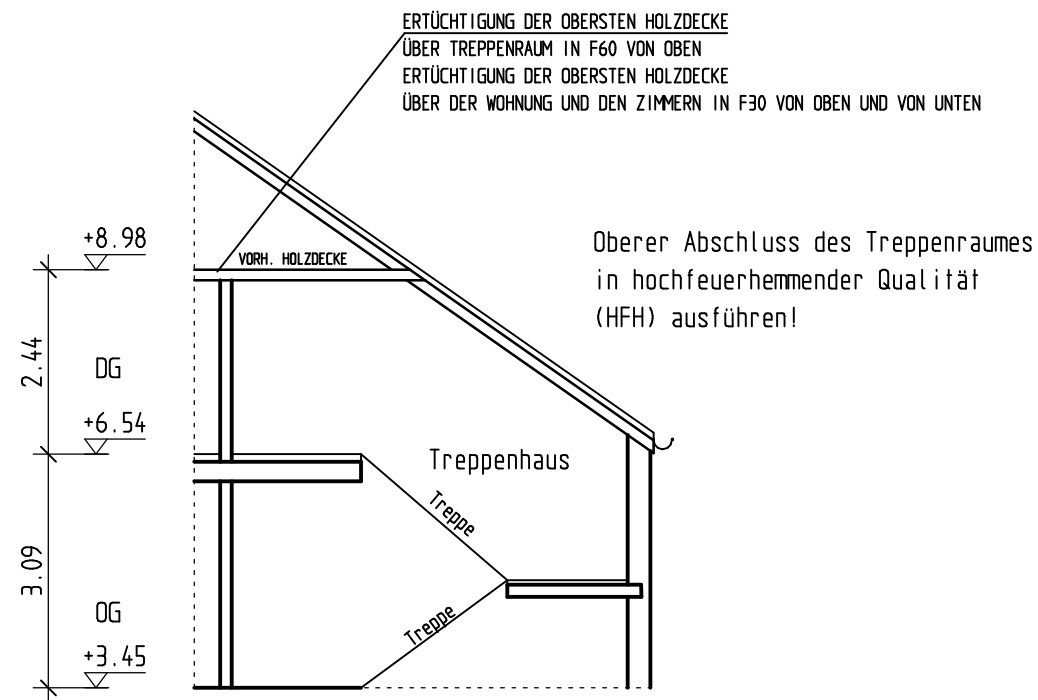 ERTÜCHTIGUNG DER OBERSTEN HOLZDECKE
ÜBER TREPPENRAUM IN F60 VON OBEN
ERTÜCHTIGUNG DER OBERSTEN HOLZDECKE
ÜBER DER WOHNUNG UND DEN ZIMMERN IN F30 VON OBEN UND VON UNTEN
Oberer Abschluss des Treppenraumes
in hochfeuerhemmender Qualität
(HFH) ausführen!
+8.98
VORH. HOLZDECKE
2.44
DG
+6.54
Treppenhaus
Treppe
3.09
OG
Treppe
+3.45